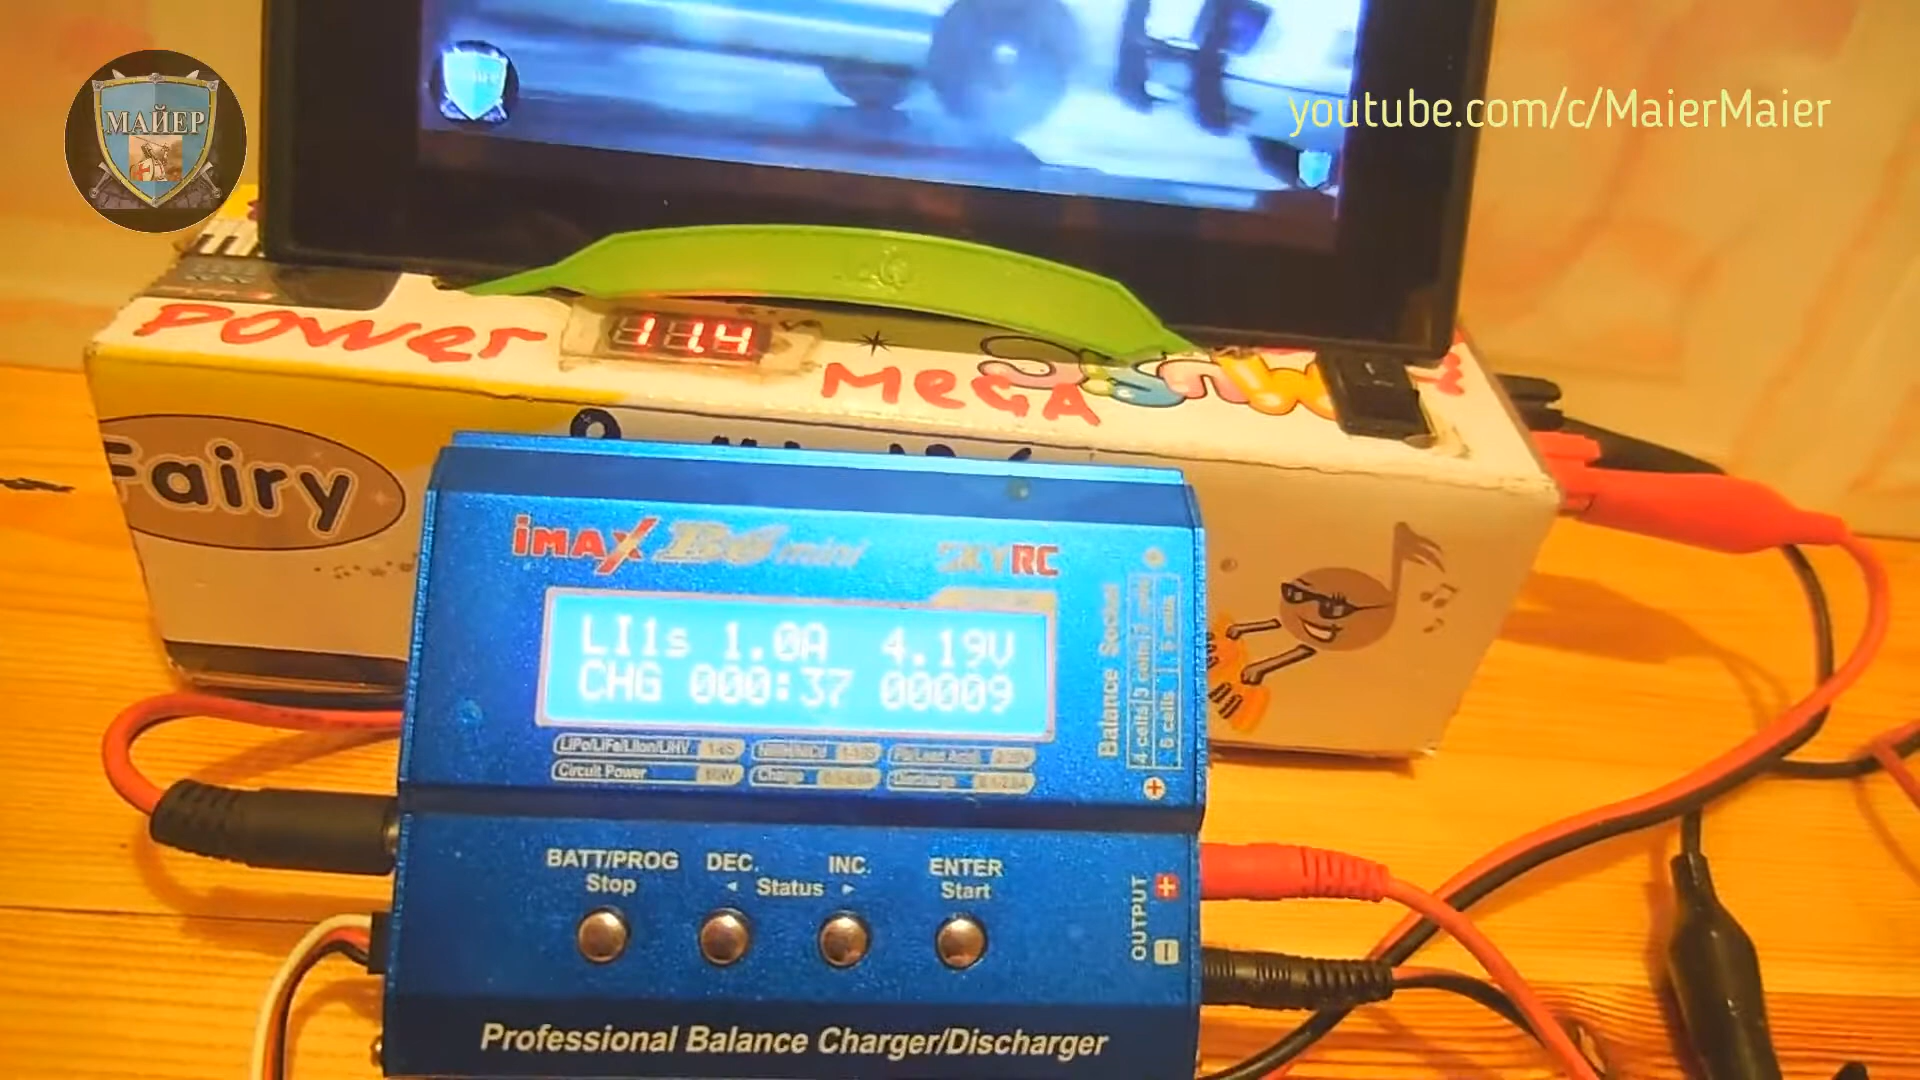 МАЙЕР
youtube.com/c/MaierMaier
power
11.4
MEGA
Fairy
iMAX B6 mini
SKYRC
LI1s 1.0A 4.19V
CHG 000:37 00009
LiPo/LiFe/LiIon/LiHV
Circuit Power
Charge
Balance Socket
BATT/PROG
Stop
DEC.
INC.
Status
ENTER
Start
OUTPUT
Professional Balance Charger/Discharger